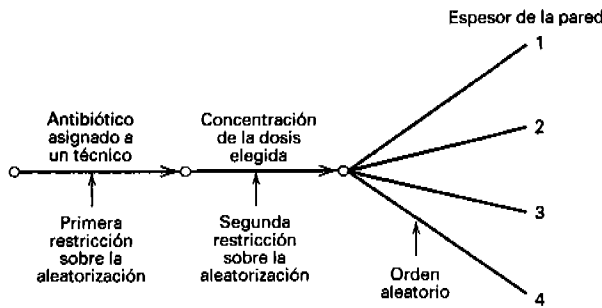 Espesor de la pared
1
Antibiótico
asignado a
un técnico
Concentración
de la dosis
elegida
2
Primera
restricción
sobre la
aleatorización
Segunda
restricción
sobre la
aleatorización
3
Orden
aleatorio
4